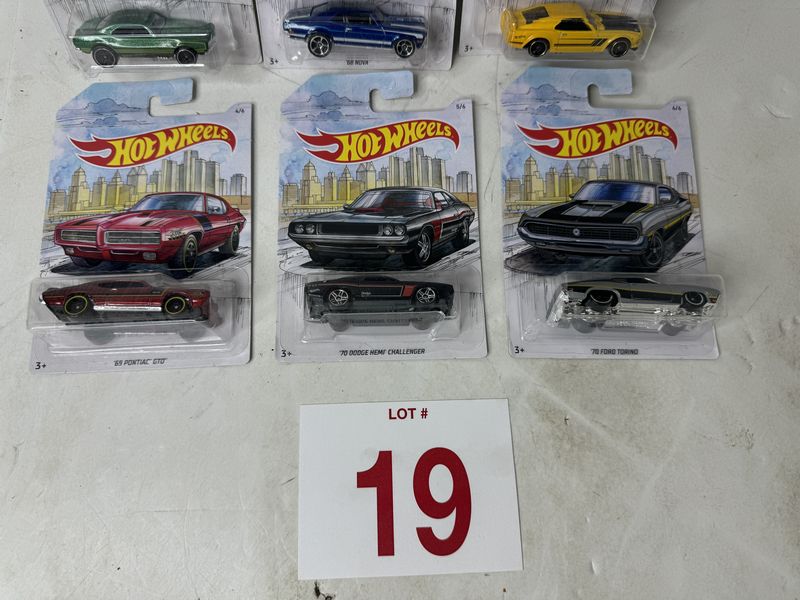 3+
'68 NOVA
4/6
HOT WHEELS
3+
'69 PONTIAC GTO
5/6
HOT WHEELS
3+
'70 DODGE HEMI® CHALLENGER
6/6
HOT WHEELS
3+
'70 FORD TORINO
LOT #
19